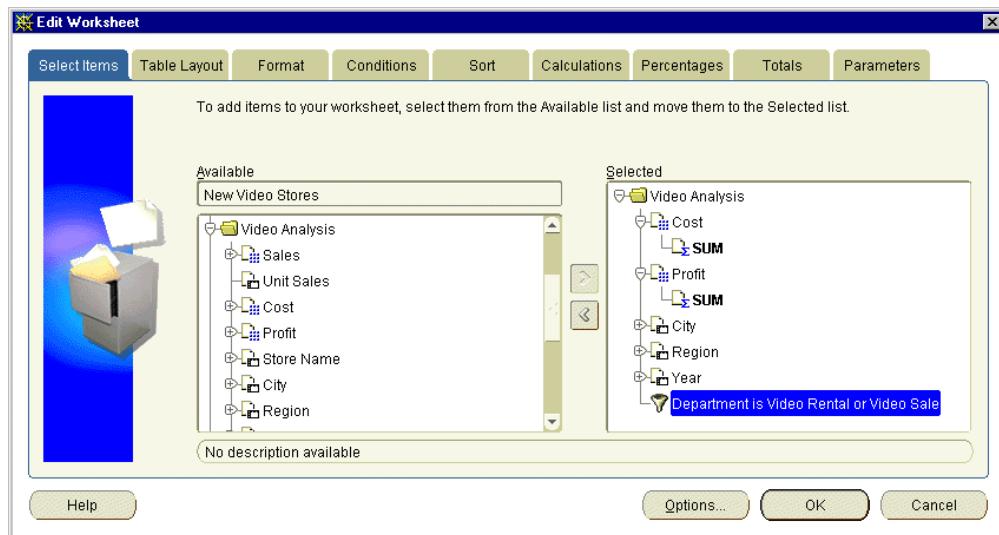 Edit Worksheet
Select Items Table Layout Format Conditions Sort Calculations Percentages Totals Parameters
To add items to your worksheet, select them from the Available list and move them to the Selected list.
Available
New Video Stores
Video Analysis
Sales
Unit Sales
Cost
Profit
Store Name
City
Region
No description available
Selected
Video Analysis
Cost
SUM
Profit
SUM
City
Region
Year
Department is Video Rental or Video Sale
Help Options... OK Cancel